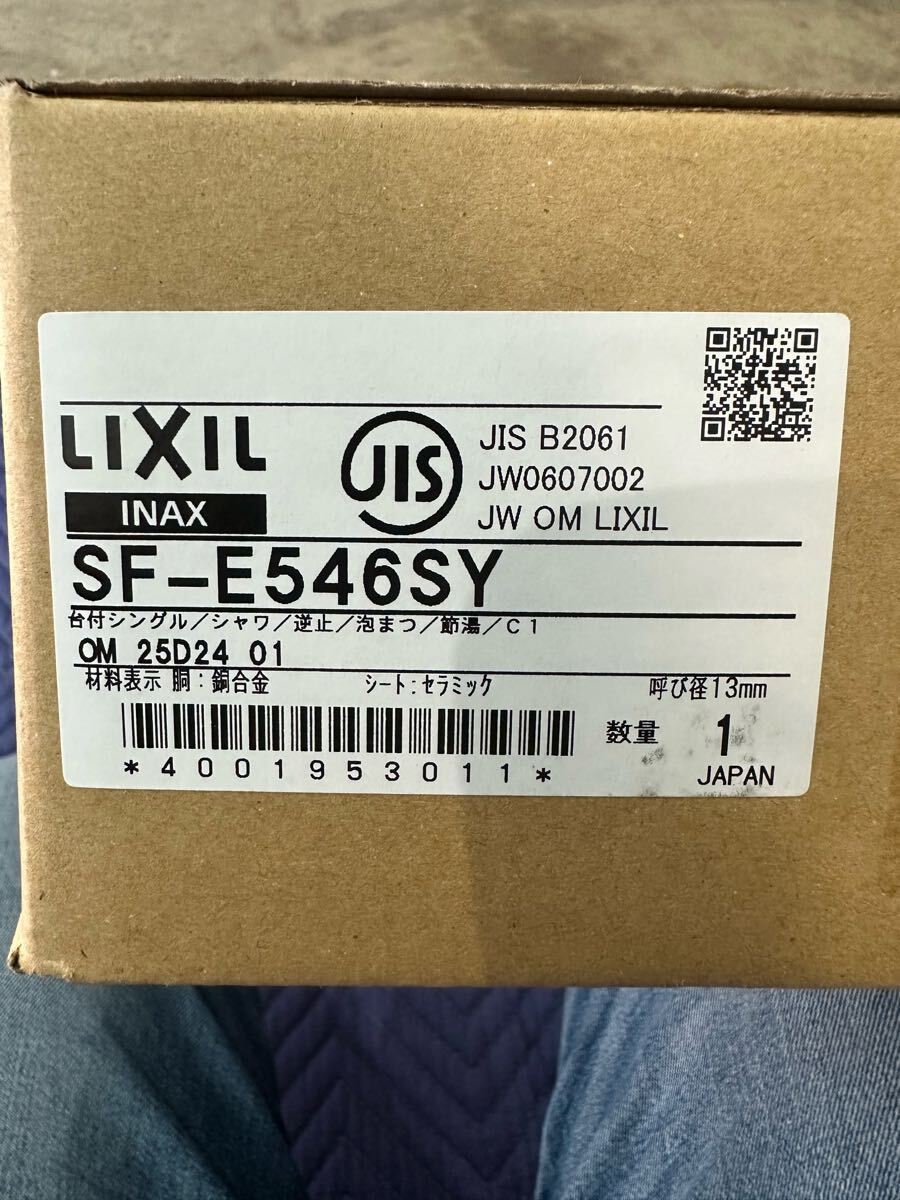 LIXIL
INAX
JIS
JIS B2061
JW0607002
JW OM LIXIL
SF-E546SY
台付シングル/シャワ/逆止/泡まつ/節湯/C1
OM 25D24 01
材料表示 胴:銅合金 シート:セラミック 呼び径13mm
*4001953011*
数量 1
JAPAN